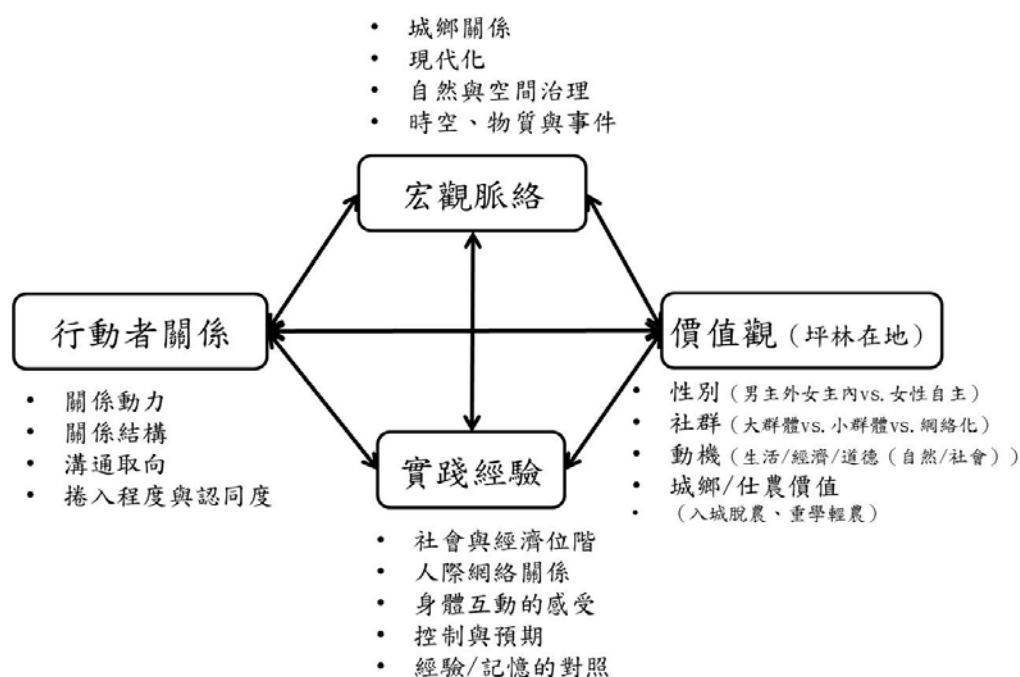 • 城鄉關係
• 現代化
• 自然與空間治理
• 時空、物質與事件
宏觀脈絡
行動者關係
• 關係動力
• 關係結構
• 溝通取向
• 捲入程度與認同度
價值觀（坪林在地）
• 性別（男主外女主內vs.女性自主）
• 社群（大群體vs.小群體vs.網絡化）
• 動機（生活/經濟/道德（自然/社會））
• 城鄉/仕農價值
• （入城脫農、重學輕農）
實踐經驗
• 社會與經濟位階
• 人際網絡關係
• 身體互動的感受
• 控制與預期
• 經驗/記憶的對照